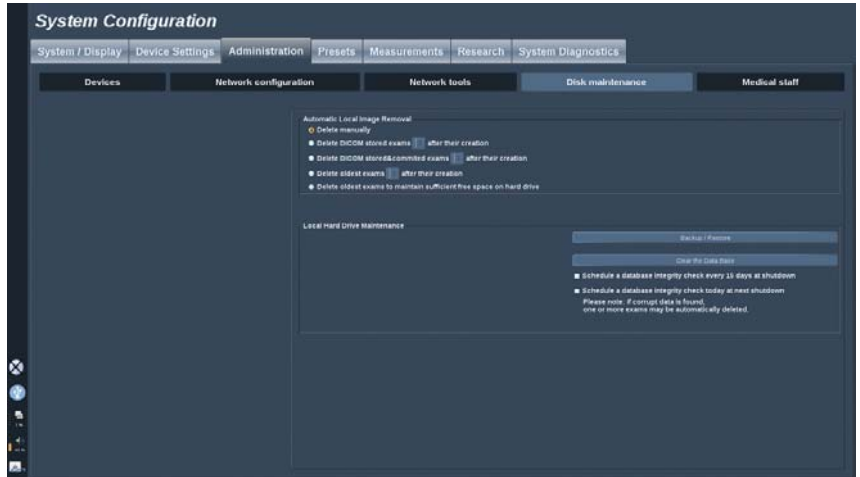 System Configuration
System / Display Device Settings Administration Presets Measurements Research System Diagnostics
Devices Network configuration Network tools Disk maintenance Medical staff
Automatic Local Image Removal
Delete manually
Delete DICOM stored exams after their creation
Delete DICOM stored&commited exams after their creation
Delete oldest exams after their creation
Delete oldest exams to maintain sufficient free space on hard drive
Local Hard Drive Maintenance
Backup / Restore
Clear the Data Base
Schedule a database integrity check every 15 days at shutdown
Schedule a database integrity check today at next shutdown
Please note: if corrupt data is found,
one or more exams may be automatically deleted.